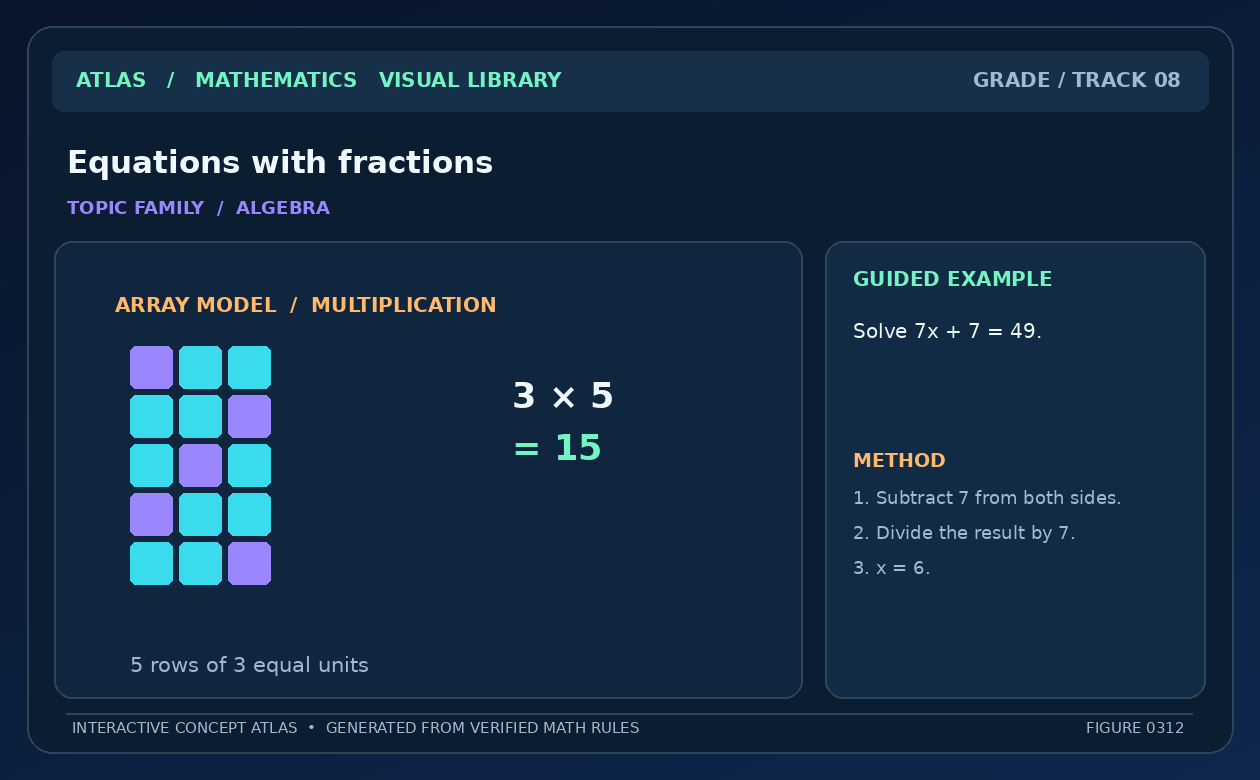 ATLAS / MATHEMATICS VISUAL LIBRARY
GRADE / TRACK 08
Equations with fractions
TOPIC FAMILY / ALGEBRA
ARRAY MODEL / MULTIPLICATION
3 × 5
= 15
5 rows of 3 equal units
GUIDED EXAMPLE
Solve 7x + 7 = 49.
METHOD
1. Subtract 7 from both sides.
2. Divide the result by 7.
3. x = 6.
INTERACTIVE CONCEPT ATLAS • GENERATED FROM VERIFIED MATH RULES
FIGURE 0312